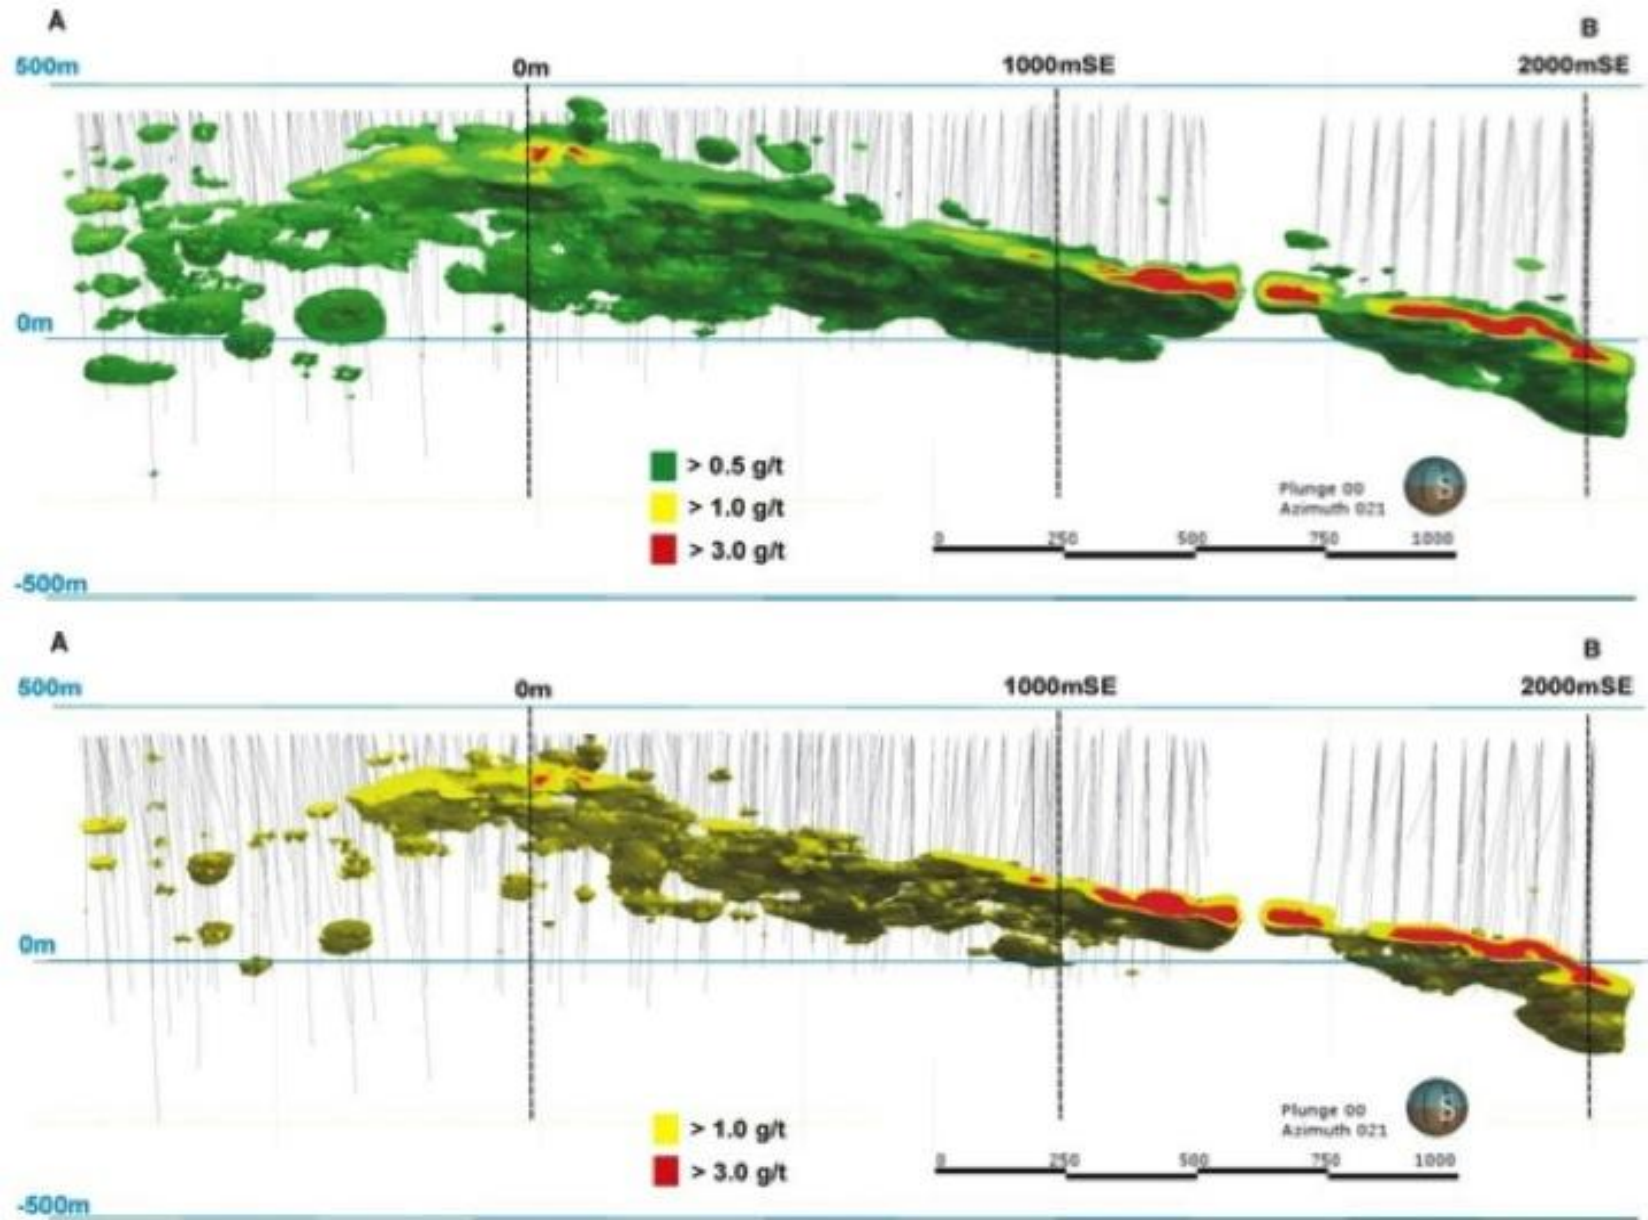 A B
500m 0m 1000mSE 2000mSE
0m
> 0.5 g/t
> 1.0 g/t
> 3.0 g/t
Plunge 00
Azimuth 021
S
0 250 500 750 1000
-500m
A B
500m 0m 1000mSE 2000mSE
0m
> 1.0 g/t
> 3.0 g/t
Plunge 00
Azimuth 021
S
0 250 500 750 1000
-500m